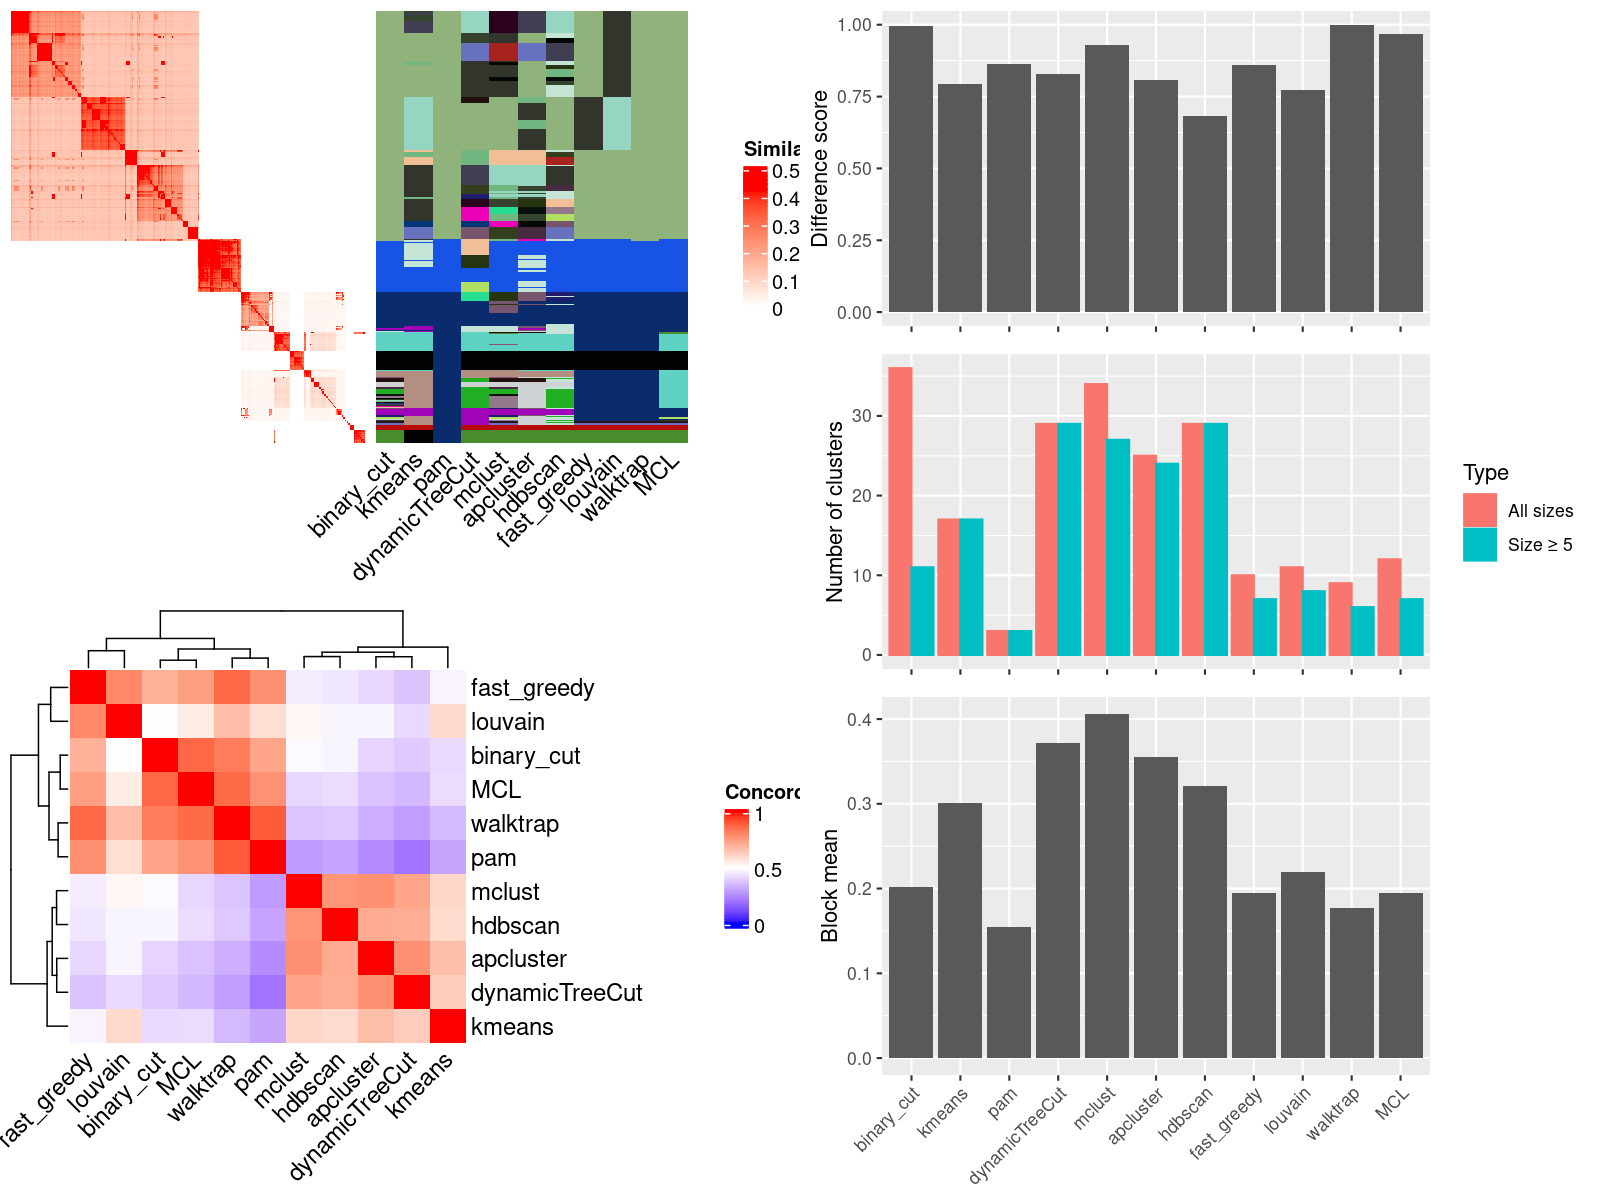 Simila
0.5
0.4
0.3
0.2
0.1
0
binary_cut
kmeans
pam
dynamicTreeCut
mclust
apcluster
hdbscan
fast_greedy
louvain
walktrap
MCL
Difference score
1.00
0.75
0.50
0.25
0.00
Number of clusters
30
20
10
0
Type
All sizes
Size ≥ 5
fast_greedy
louvain
binary_cut
MCL
walktrap
pam
mclust
hdbscan
apcluster
dynamicTreeCut
kmeans
Concord
1
0.5
0
fast_greedy
louvain
binary_cut
MCL
walktrap
pam
mclust
hdbscan
apcluster
dynamicTreeCut
kmeans
Block mean
0.4
0.3
0.2
0.1
0.0
binary_cut
kmeans
pam
dynamicTreeCut
mclust
apcluster
hdbscan
fast_greedy
louvain
walktrap
MCL